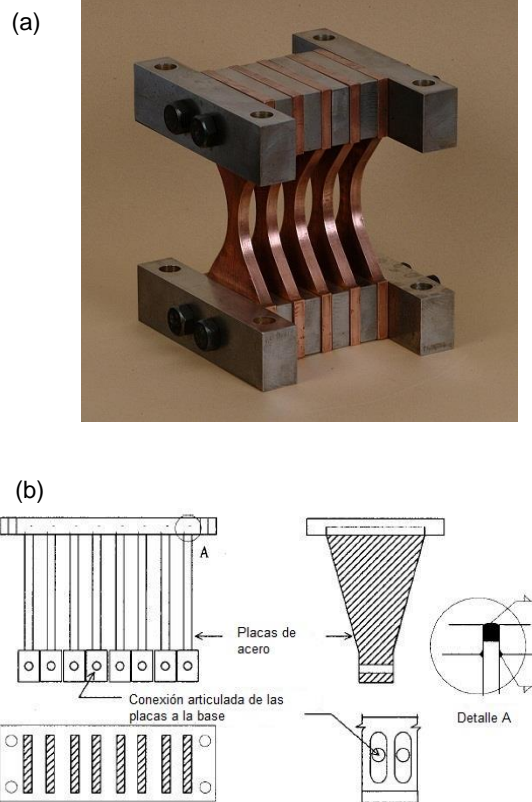 (a)
(b)
A
Placas de
acero
Conexión articulada de las
placas a la base
Detalle A